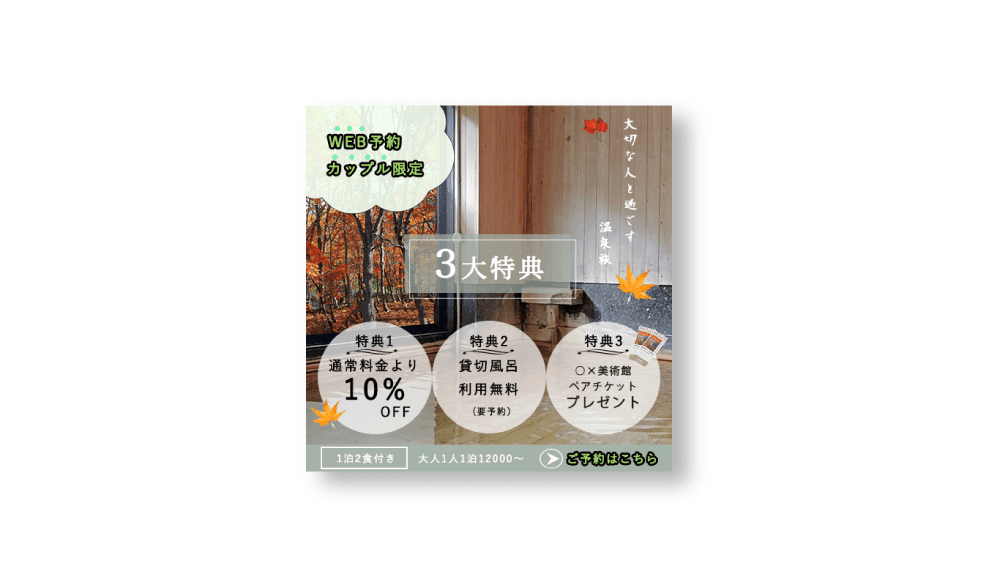 WEB予約
カップル限定
大切な人と過ごす
温泉旅
3大特典
特典1
通常料金より
10%
OFF
特典2
貸切風呂
利用無料
(要予約)
特典3
○×美術館
ペアチケット
プレゼント
1泊2食付き
大人1人1泊12000~
ご予約はこちら